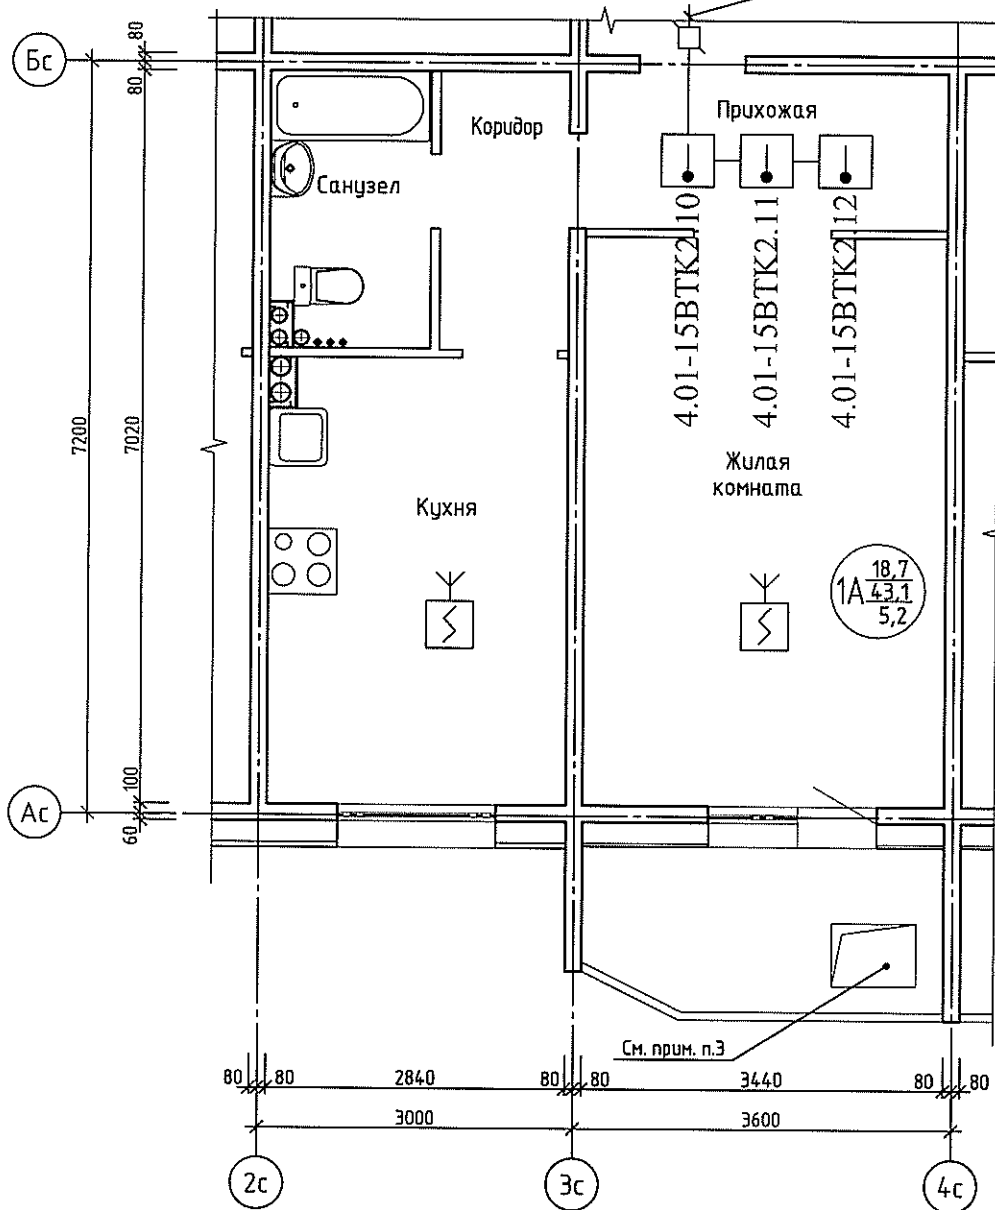 Бс
80
80
Прихожая
Коридор
Санузел
4.01-15ВТК2.10
4.01-15ВТК2.11
4.01-15ВТК2.12
7200
7020
Жилая
комната
Кухня
1А
18,7
43,1
5,2
Ас
100
60
См. прим. п.3
80
80
2840
80
80
3440
80
80
3000
3600
2с
3с
4с